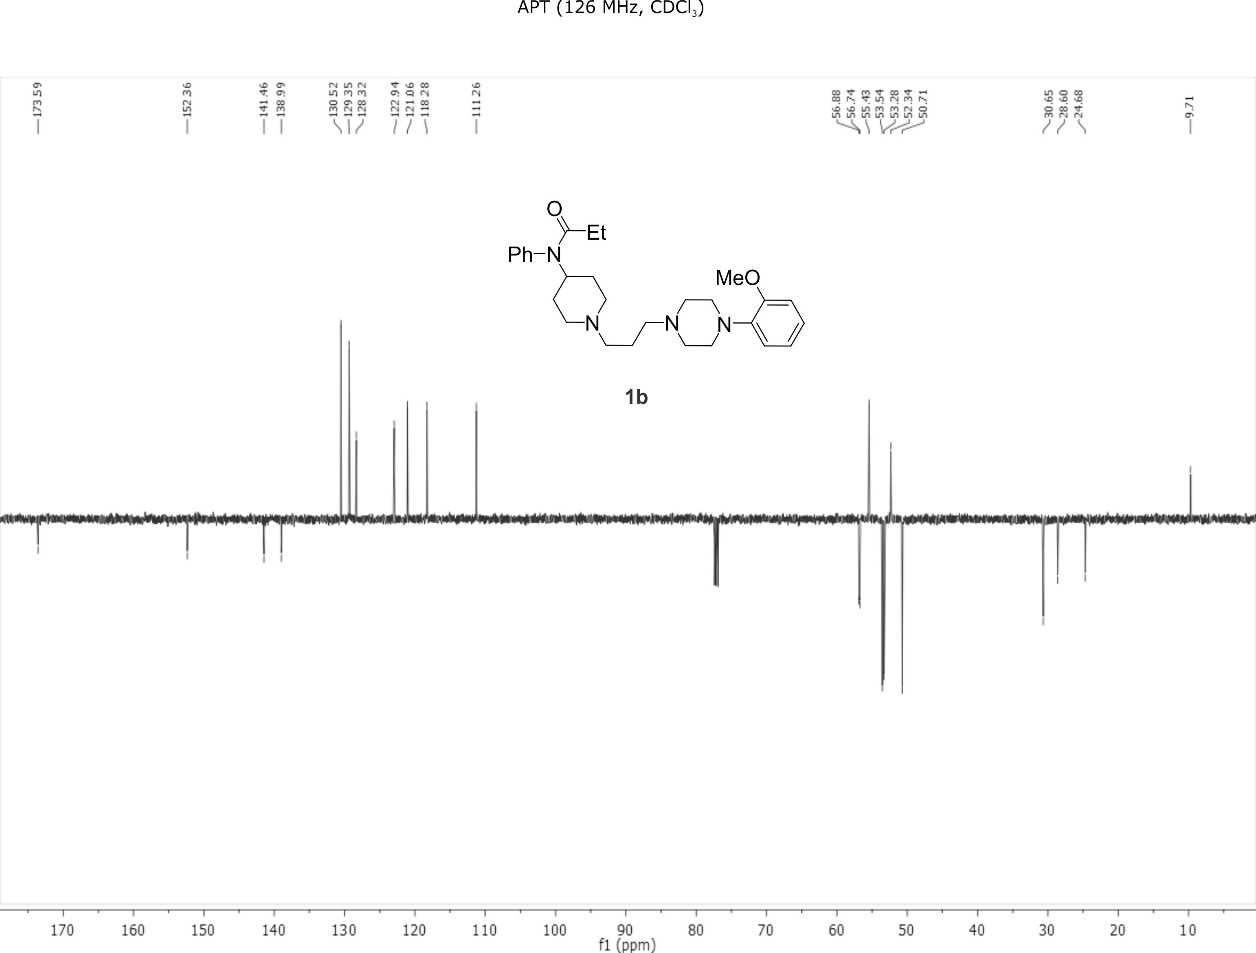 APT (126 MHz, CDCl₃)
173.59
152.36
141.46
138.99
130.52
129.35
128.32
122.94
121.06
118.28
111.26
56.88
56.74
55.43
53.54
53.28
52.34
50.71
30.65
28.60
24.68
9.71
O
Et
Ph N
MeO
N
N
N
1b
170 160 150 140 130 120 110 100 90 80 70 60 50 40 30 20 10
f1 (ppm)